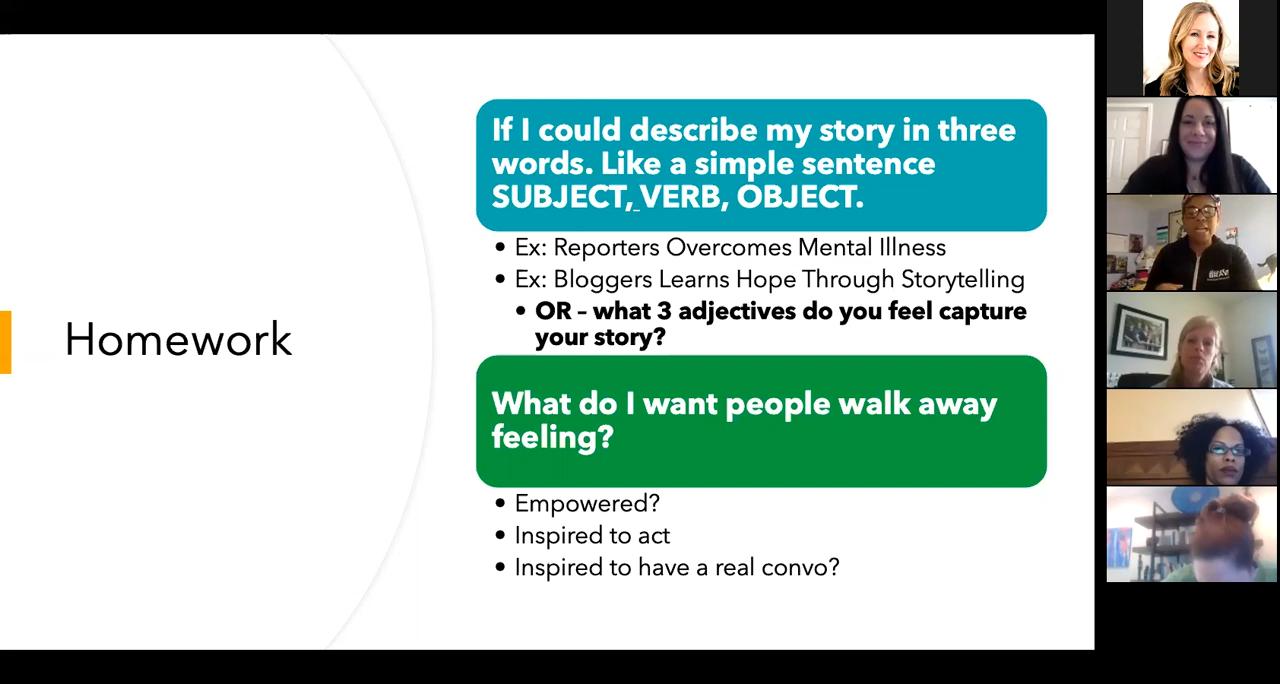 Homework
If I could describe my story in three
words. Like a simple sentence
SUBJECT, VERB, OBJECT.
• Ex: Reporters Overcomes Mental Illness
• Ex: Bloggers Learns Hope Through Storytelling
• OR – what 3 adjectives do you feel capture
your story?
What do I want people walk away
feeling?
• Empowered?
• Inspired to act
• Inspired to have a real convo?